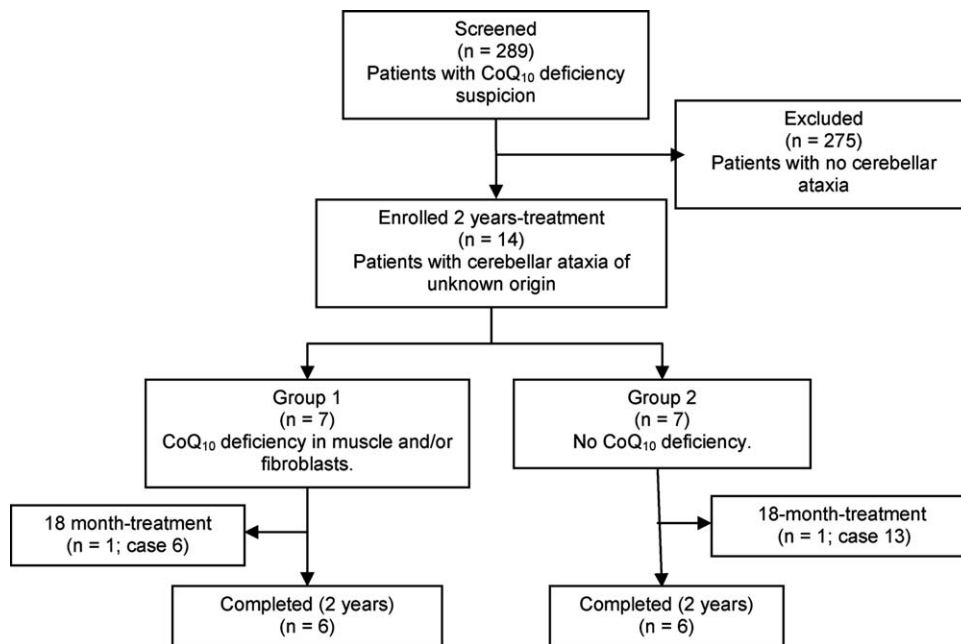 Screened
(n = 289)
Patients with CoQ₁₀ deficiency
suspicion
Excluded
(n = 275)
Patients with no cerebellar
ataxia
Enrolled 2 years-treatment
(n = 14)
Patients with cerebellar ataxia of
unknown origin
Group 1
(n = 7)
CoQ₁₀ deficiency in muscle and/or
fibroblasts.
Group 2
(n = 7)
No CoQ₁₀ deficiency.
18 month-treatment
(n = 1; case 6)
18-month-treatment
(n = 1; case 13)
Completed (2 years)
n = 6
Completed (2 years)
n = 6